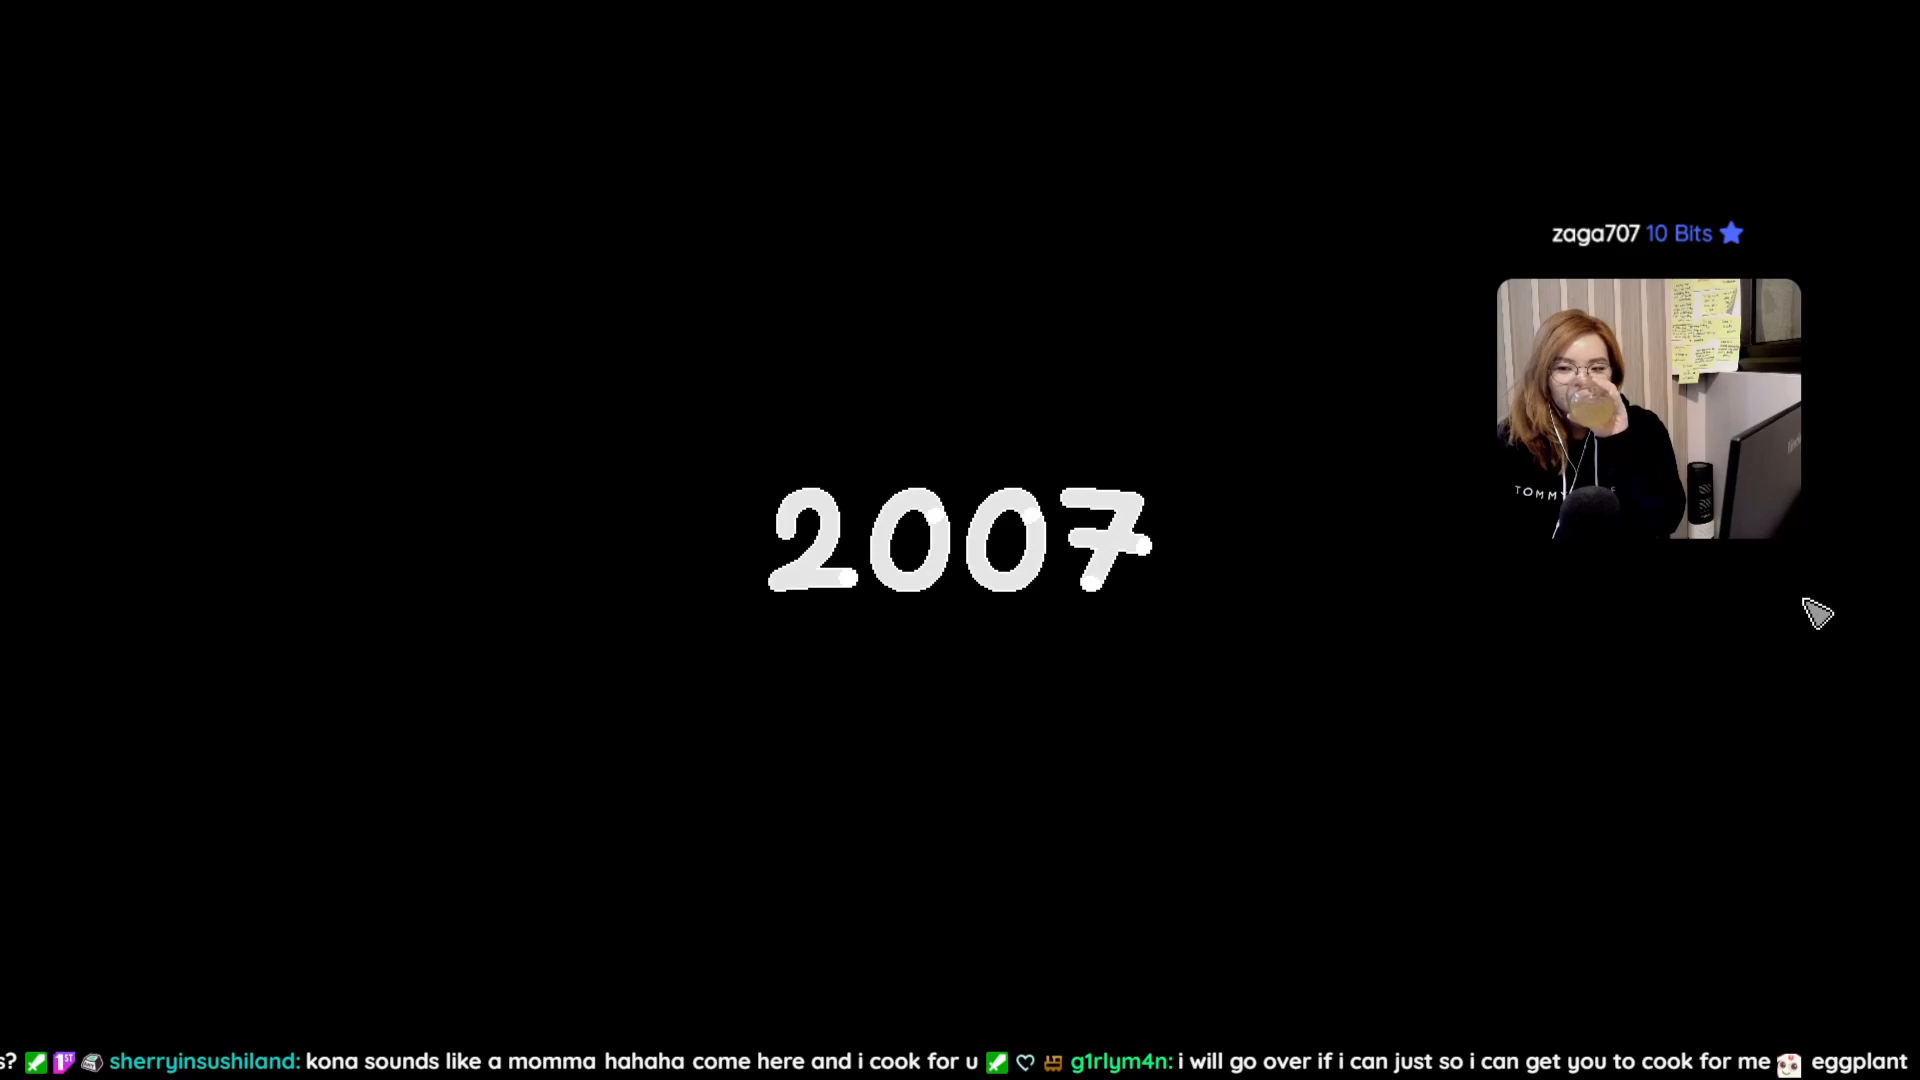 zaga707 10 Bits
TOMMY
2007
s? 1ST sherryinsushiland: kona sounds like a momma hahaha come here and i cook for u g1rlym4n: i will go over if i can just so i can get you to cook for me eggplant